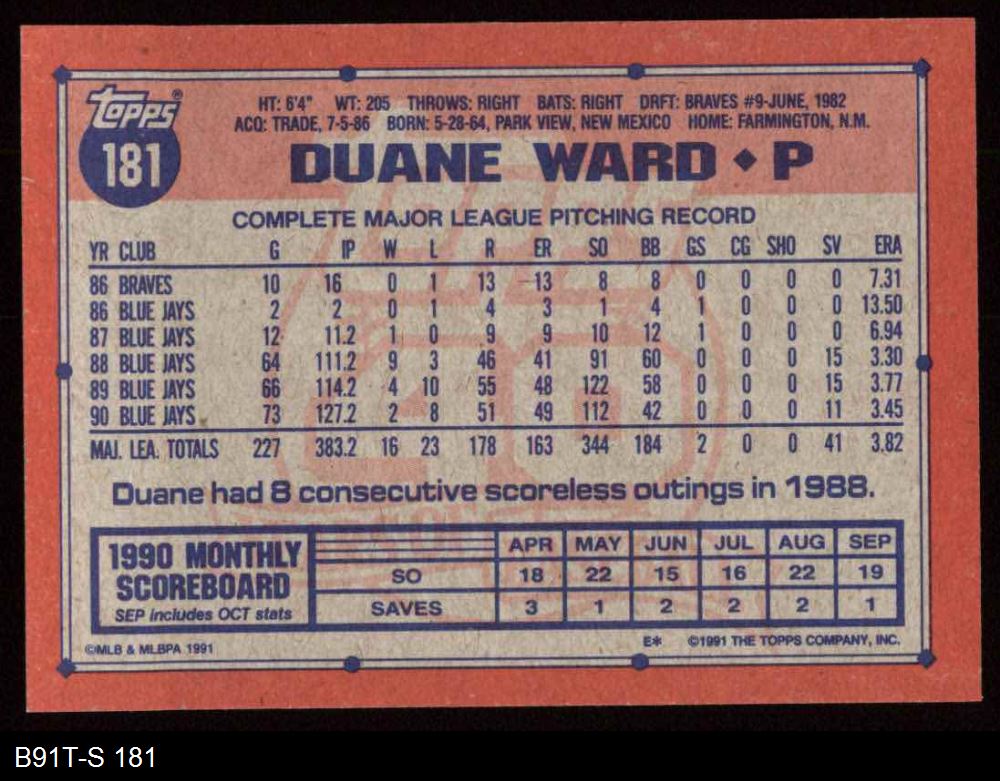 topps®
181
HT: 6'4" WT: 205 THROWS: RIGHT BATS: RIGHT DRFT: BRAVES #9-JUNE, 1982
ACQ: TRADE, 7-5-86 BORN: 5-28-64, PARK VIEW, NEW MEXICO HOME: FARMINGTON, N.M.
DUANE WARD ◆ P
COMPLETE MAJOR LEAGUE PITCHING RECORD
YR CLUB G IP W L R ER SO BB GS CG SHO SV ERA
86 BRAVES 10 16 0 1 13 13 8 8 0 0 0 0 7.31
86 BLUE JAYS 2 2 0 1 4 3 1 4 1 0 0 0 13.50
87 BLUE JAYS 12 11.2 1 0 9 9 10 12 1 0 0 0 6.94
88 BLUE JAYS 64 111.2 9 3 46 41 91 60 0 0 0 15 3.30
89 BLUE JAYS 66 114.2 4 10 55 48 122 58 0 0 0 15 3.77
90 BLUE JAYS 73 127.2 2 8 51 49 112 42 0 0 0 11 3.45
MAJ. LEA. TOTALS 227 383.2 16 23 178 163 344 184 2 0 0 41 3.82
Duane had 8 consecutive scoreless outings in 1988.
1990 MONTHLY SCOREBOARD
SEP includes OCT stats
APR MAY JUN JUL AUG SEP
SO 18 22 15 16 22 19
SAVES 3 1 2 2 2 1
©MLB & MLBPA 1991 E* ©1991 THE TOPPS COMPANY, INC.
B91T-S 181